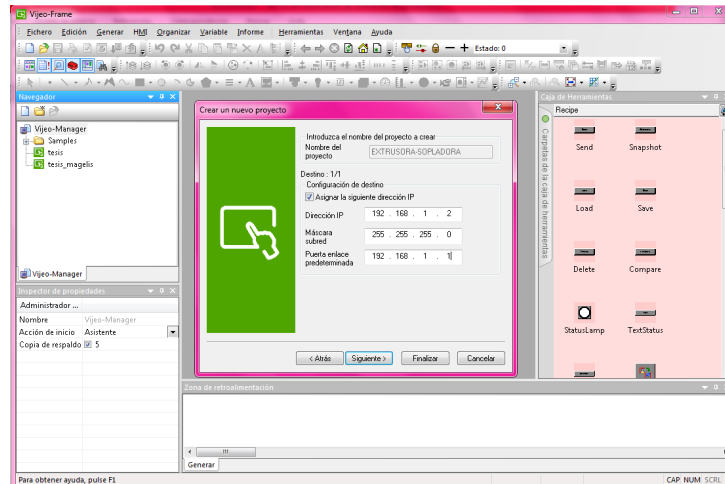 Vijeo-Frame
Fichero Edición Generar HMI Organizar Variable Informe Herramientas Ventana Ayuda
Estado: 0
Navegador
Vijeo-Manager
Samples
tesis
tesis_magelis
Vijeo-Manager
Inspector de propiedades
Administrador ...
Nombre Vijeo-Manager
Acción de inicio Asistente
Copia de respaldo 5
Crear un nuevo proyecto
Introduzca el nombre del proyecto a crear
Nombre del proyecto EXTRUSORA-SOPLADORA
Destino : 1/1
Configuración de destino
Asignar la siguiente dirección IP
Dirección IP 192 . 168 . 1 . 2
Máscara subred 255 . 255 . 255 . 0
Puerta enlace predeterminada 192 . 168 . 1 . 1
< Atrás Siguiente > Finalizar Cancelar
Caja de Herramientas
Carpetas de la caja de herramientas
Recipe
Send Snapshot
Load Save
Delete Compare
StatusLamp TextStatus
Zona de retroalimentación
Generar
Para obtener ayuda, pulse F1
CAP NUM SCRL